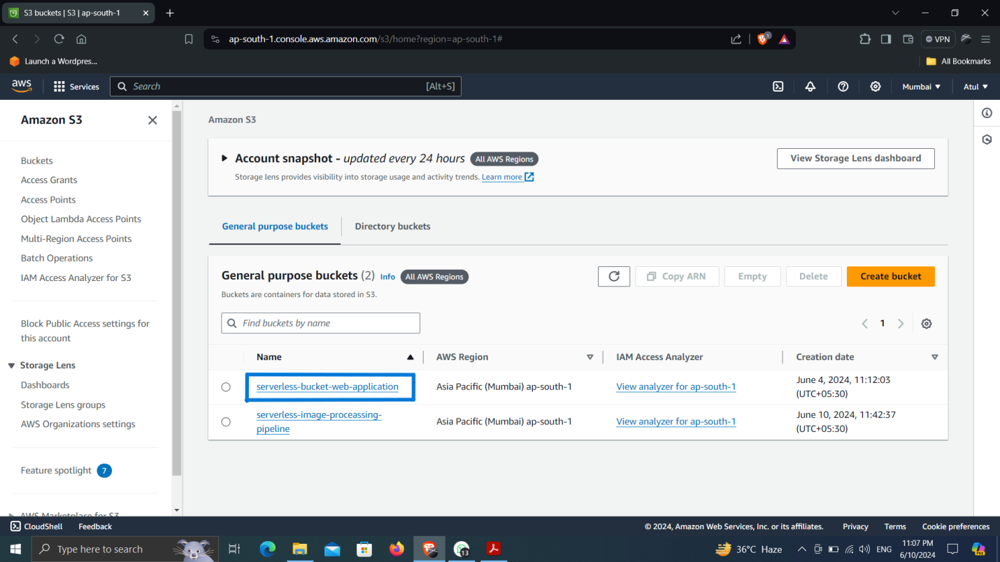 S3 buckets | S3 | ap-south-1
ap-south-1.console.aws.amazon.com/s3/home?region=ap-south-1#
1
VPN
Launch a Wordpres...
All Bookmarks
aws
Services
Search
[Alt+S]
Mumbai
Atul
Amazon S3
Buckets
Access Grants
Access Points
Object Lambda Access Points
Multi-Region Access Points
Batch Operations
IAM Access Analyzer for S3
Block Public Access settings for
this account
Storage Lens
Dashboards
Storage Lens groups
AWS Organizations settings
Feature spotlight 7
AWS Marketplace for S3
Amazon S3
Account snapshot - updated every 24 hours All AWS Regions
View Storage Lens dashboard
Storage lens provides visibility into storage usage and activity trends. Learn more
General purpose buckets
Directory buckets
General purpose buckets (2) Info All AWS Regions
Copy ARN
Empty
Delete
Create bucket
Buckets are containers for data stored in S3.
Find buckets by name
1
Name
AWS Region
IAM Access Analyzer
Creation date
serverless-bucket-web-application
Asia Pacific (Mumbai) ap-south-1
View analyzer for ap-south-1
June 4, 2024, 11:12:03
(UTC+05:30)
serverless-image-proceassing-
pipeline
Asia Pacific (Mumbai) ap-south-1
View analyzer for ap-south-1
June 10, 2024, 11:42:37
(UTC+05:30)
CloudShell
Feedback
© 2024, Amazon Web Services, Inc. or its affiliates.
Privacy
Terms
Cookie preferences
Type here to search
13
36°C Haze
ENG
11:07 PM
6/10/2024